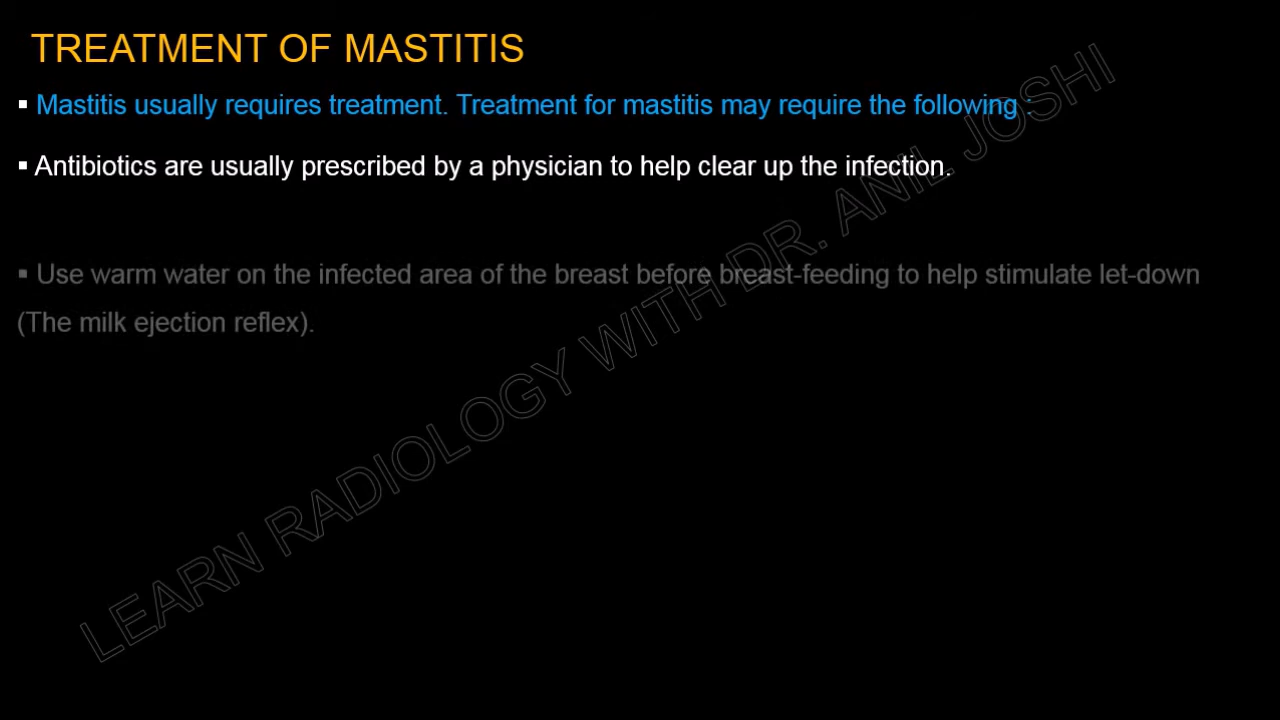 TREATMENT OF MASTITIS
▪ Mastitis usually requires treatment. Treatment for mastitis may require the following :
▪ Antibiotics are usually prescribed by a physician to help clear up the infection.
▪ Use warm water on the infected area of the breast before breast-feeding to help stimulate let-down
(The milk ejection reflex).
LEARN RADIOLOGY WITH DR. ANIL JOSHI